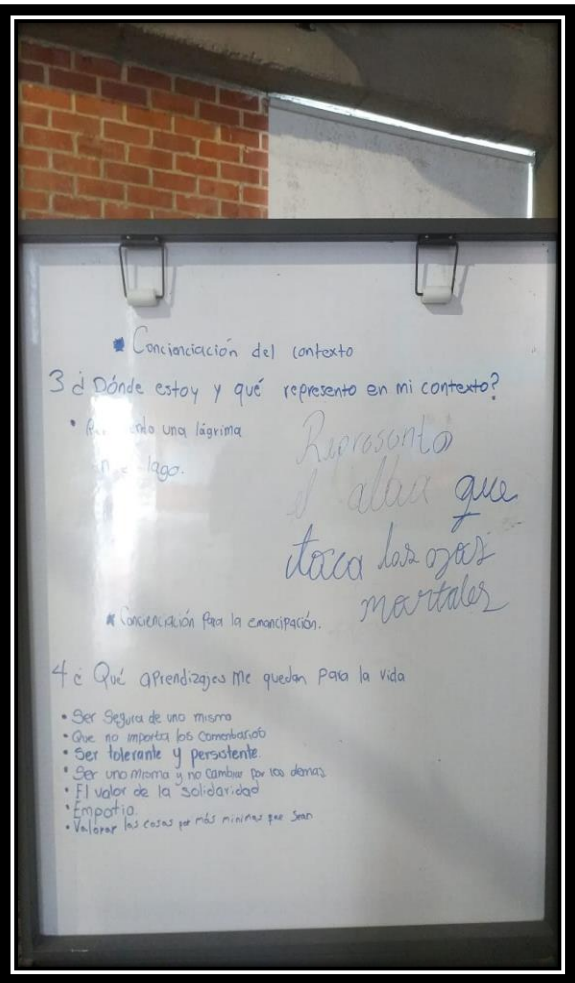 * Concienciación del contexto
3 ¿Dónde estoy y qué represento en mi contexto?
• una lágrima
lago.
Represento
el que
toca los ojos
mortales
* Concienciación Para la emancipación.
4 ¿ Qué aprendizajes me quedan para la vida
• Ser Segura de uno mismo
• Que no importa los comentarios
• Ser tolerante y persistente.
• Ser uno misma y no cambiar por los demas
• El valor de la solidaridad
• Empatia.
• Valorar las cosas por más minimas que sean